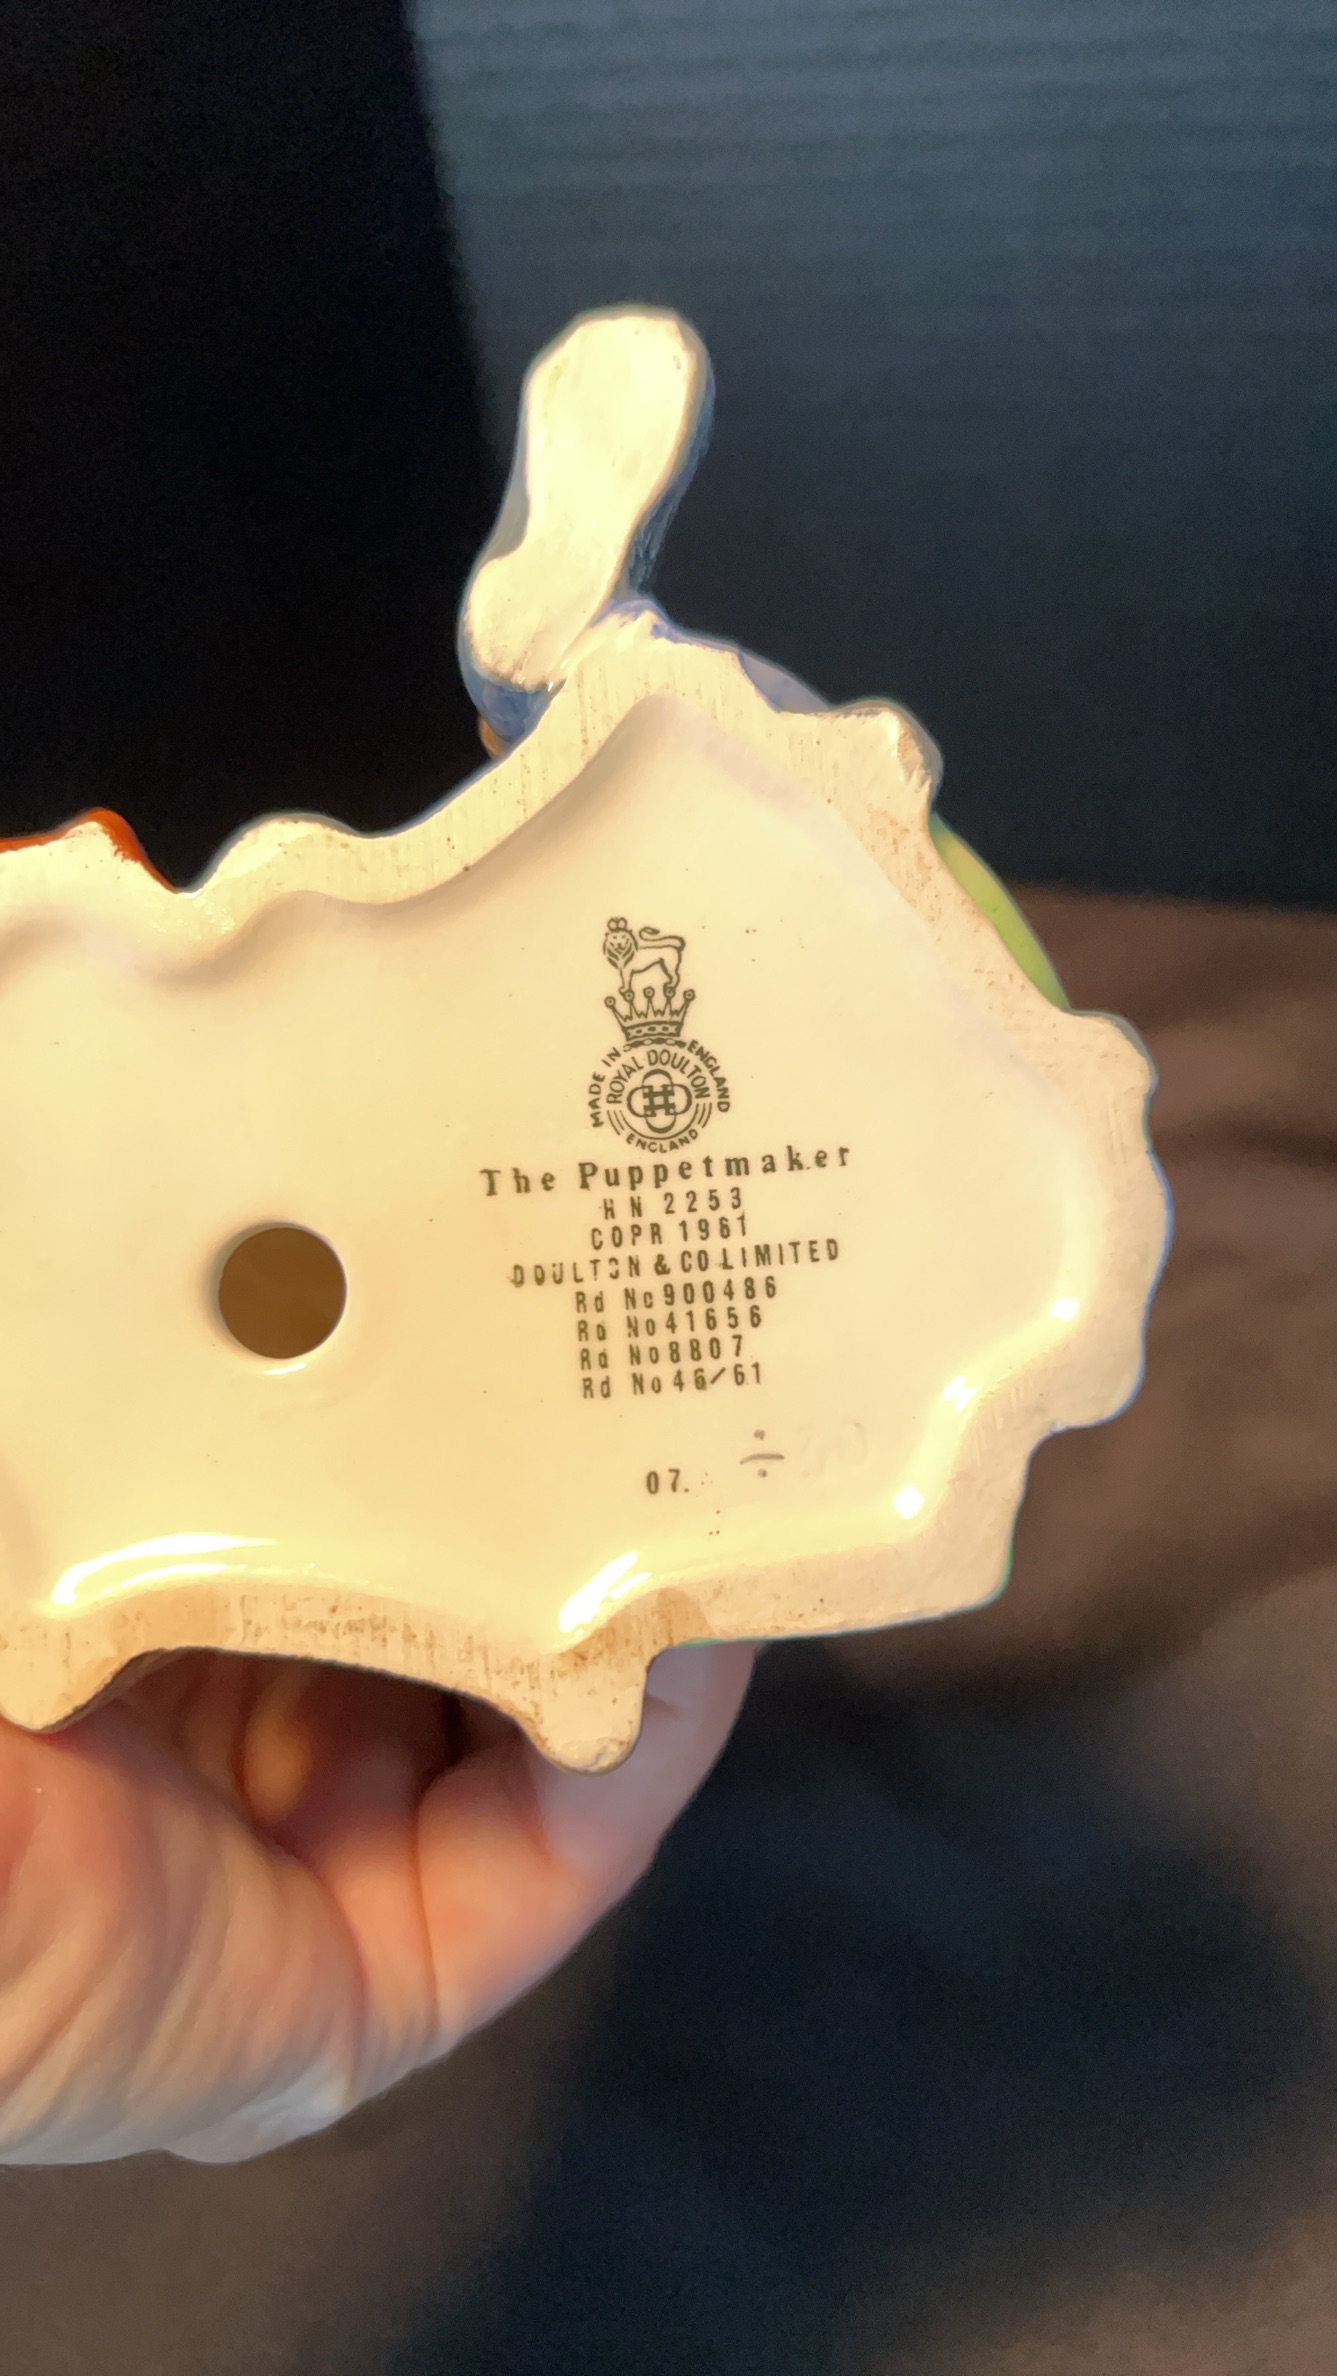 MADE IN ENGLAND
ROYAL DOULTON
ENGLAND
The Puppetmaker
HN 2253
COPR 1961
DOULTON & CO LIMITED
Rd No 900486
Rd No 41656
Rd No 8807
Rd No 46/61
07.
÷